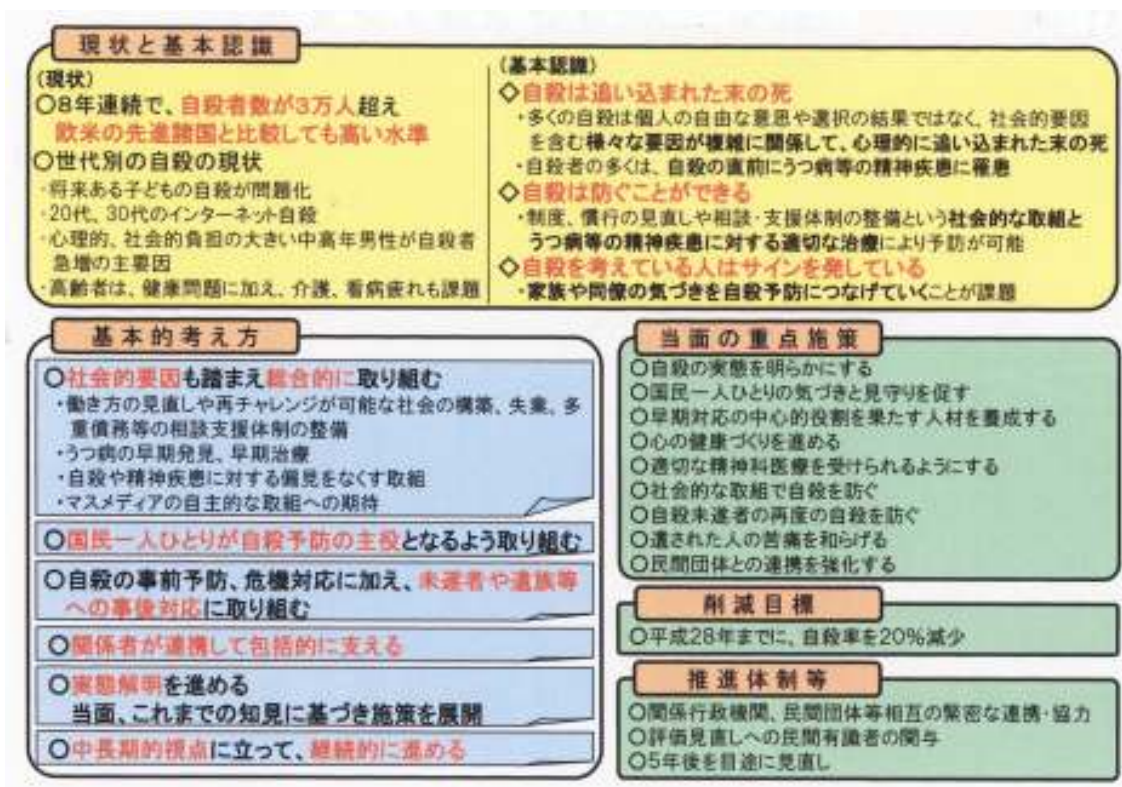 現状と基本認識
（現状）
○8年連続で、自殺者数が3万人超え
欧米の先進諸国と比較しても高い水準
○世代別の自殺の現状
・将来ある子どもの自殺が問題化
・20代、30代のインターネット自殺
・心理的、社会的負担の大きい中高年男性が自殺者
急増の主要因
・高齢者は、健康問題に加え、介護、看病疲れも課題
（基本認識）
◇自殺は追い込まれた末の死
・多くの自殺は個人の自由な意思や選択の結果ではなく、社会的要因
を含む様々な要因が複雑に関係して、心理的に追い込まれた末の死
・自殺者の多くは、自殺の直前にうつ病等の精神疾患に罹患
◇自殺は防ぐことができる
・制度、慣行の見直しや相談・支援体制の整備という社会的な取組と
うつ病等の精神疾患に対する適切な治療により予防が可能
◇自殺を考えている人はサインを発している
・家族や同僚の気づきを自殺予防につなげていくことが課題
基本的考え方
○社会的要因も踏まえ総合的に取り組む
・働き方の見直しや再チャレンジが可能な社会の構築、失業、多
重債務等の相談支援体制の整備
・うつ病の早期発見、早期治療
・自殺や精神疾患に対する偏見をなくす取組
・マスメディアの自主的な取組への期待
○国民一人ひとりが自殺予防の主役となるよう取り組む
○自殺の事前予防、危機対応に加え、未遂者や遺族等
への事後対応に取り組む
○関係者が連携して包括的に支える
○実態解明を進める
当面、これまでの知見に基づき施策を展開
○中長期的視点に立って、継続的に進める
当面の重点施策
○自殺の実態を明らかにする
○国民一人ひとりの気づきと見守りを促す
○早期対応の中心的役割を果たす人材を養成する
○心の健康づくりを進める
○適切な精神科医療を受けられるようにする
○社会的な取組で自殺を防ぐ
○自殺未遂者の再度の自殺を防ぐ
○遺された人の苦痛を和らげる
○民間団体との連携を強化する
削減目標
○平成28年までに、自殺率を20%減少
推進体制等
○関係行政機関、民間団体等相互の緊密な連携・協力
○評価見直しへの民間有識者の関与
○5年後を目途に見直し